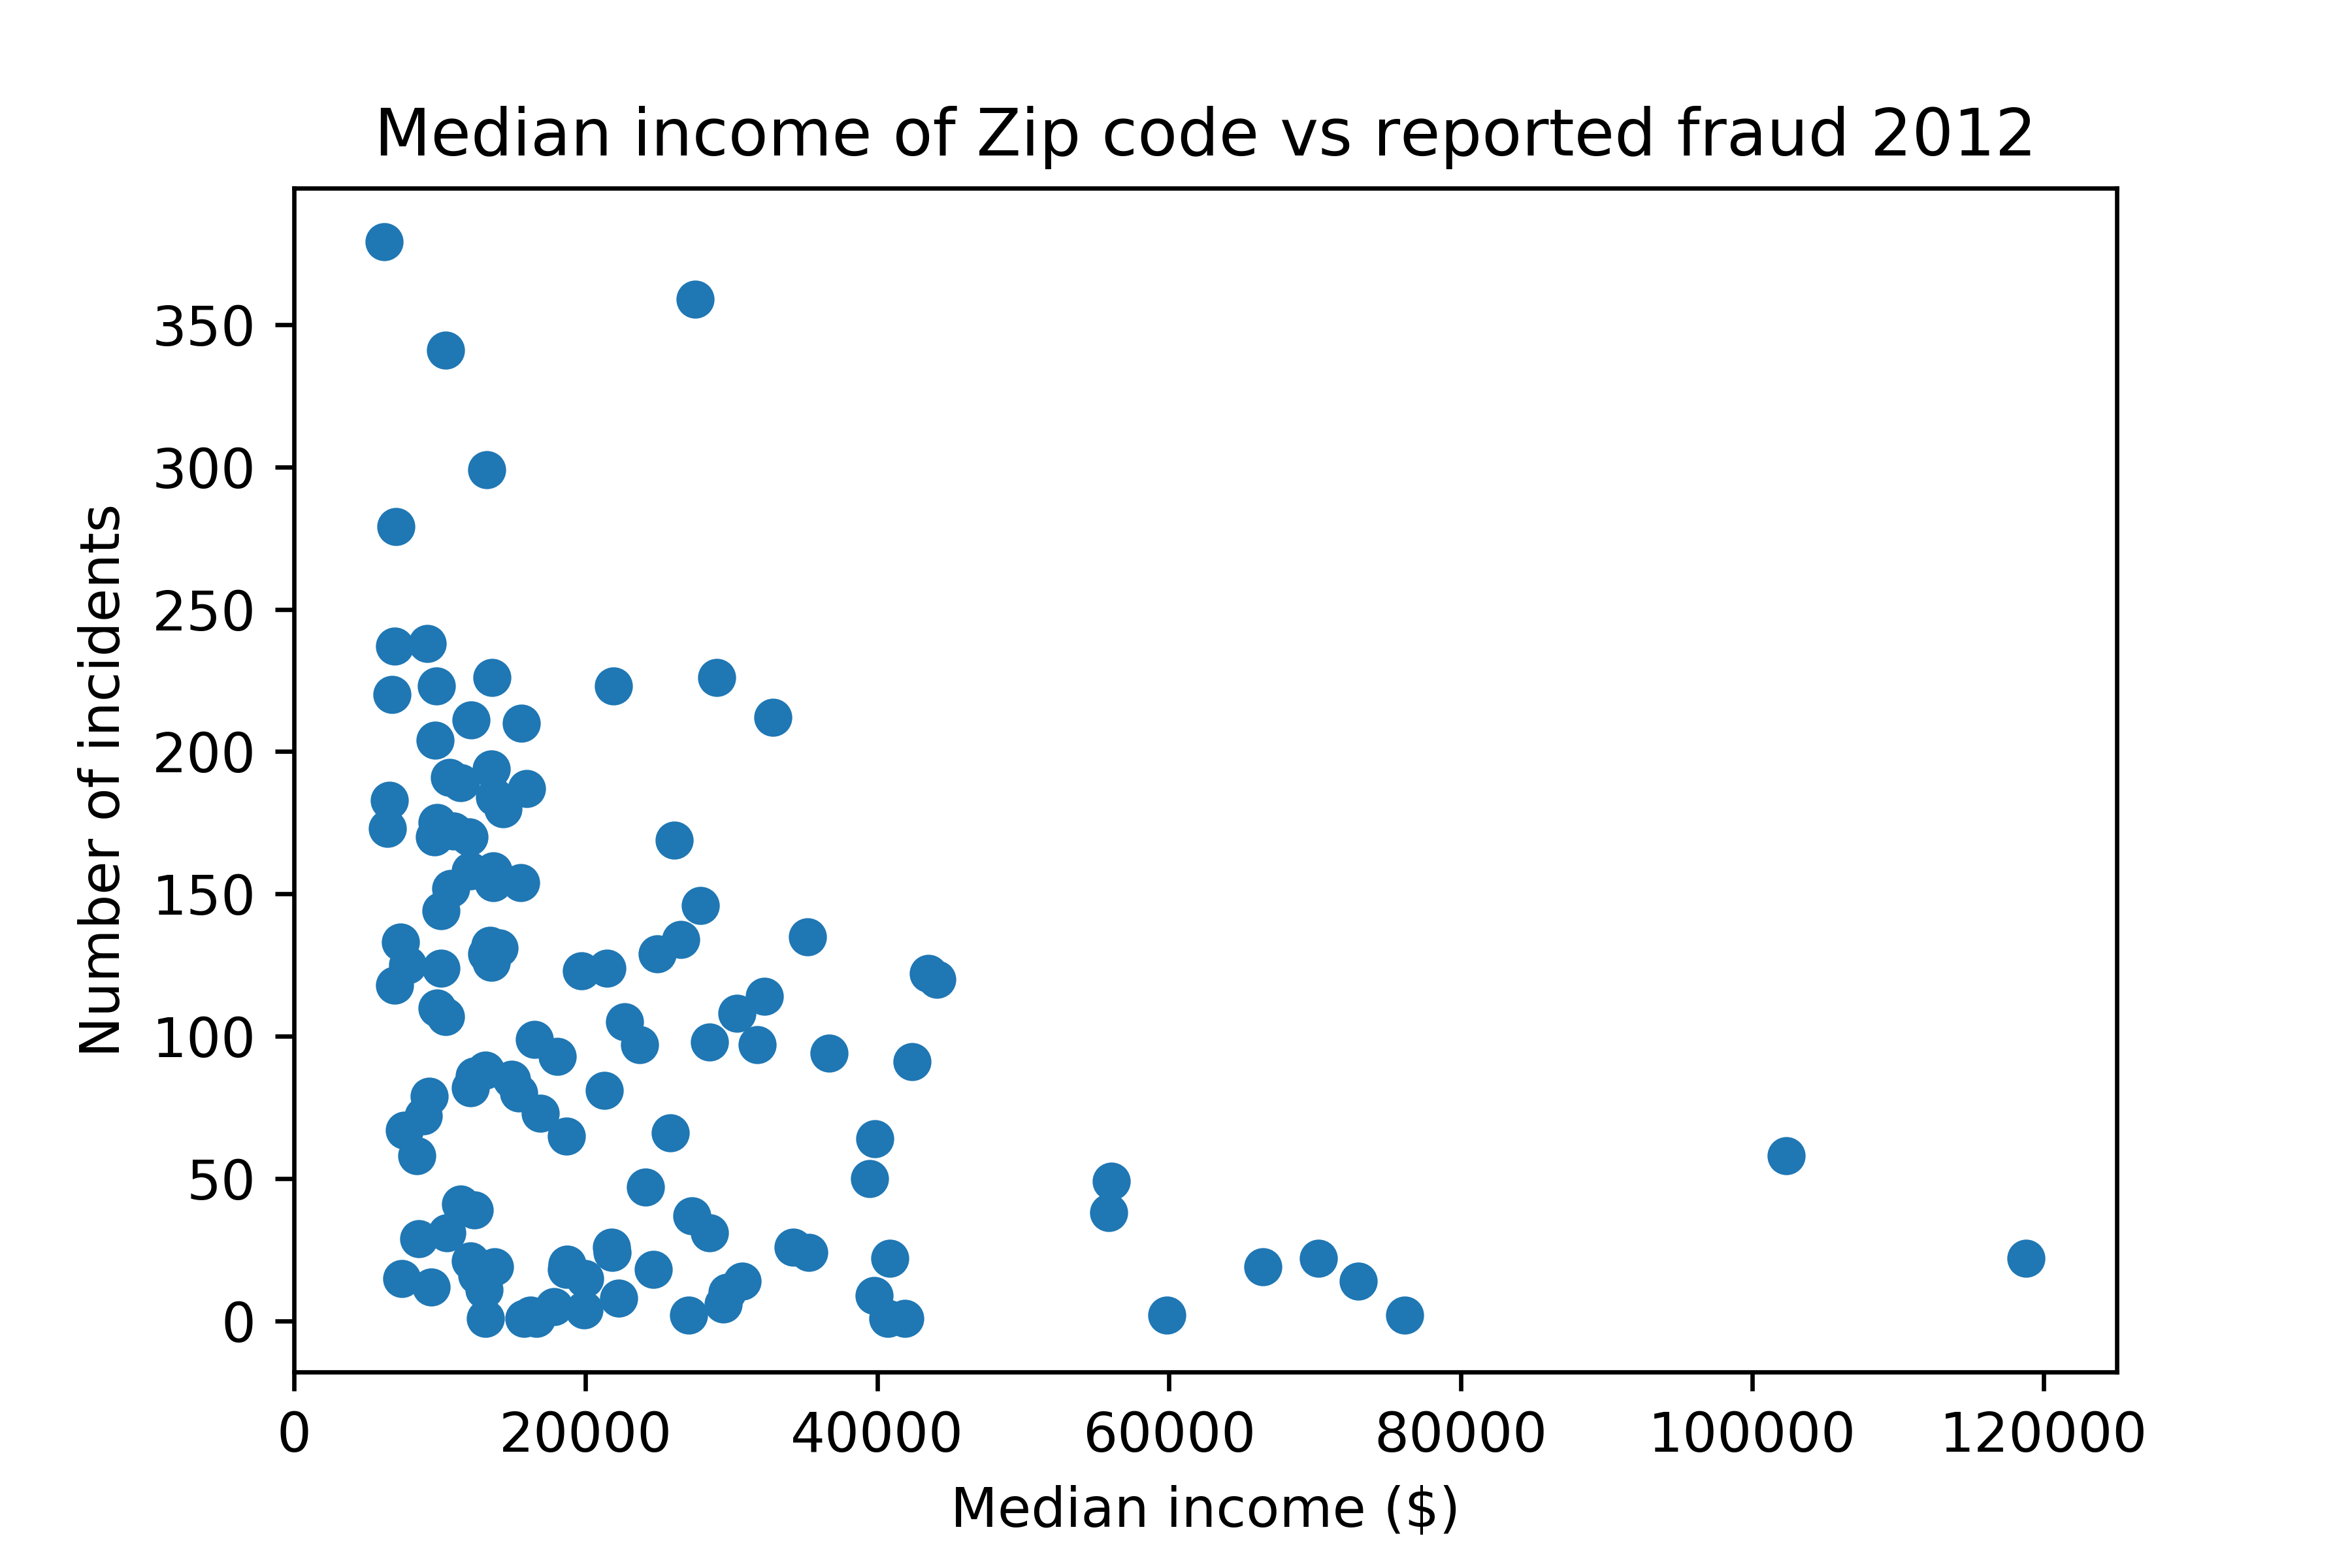 Median income of Zip code vs reported fraud 2012
Number of incidents
350
300
250
200
150
100
50
0
0 20000 40000 60000 80000 100000 120000
Median income ($)